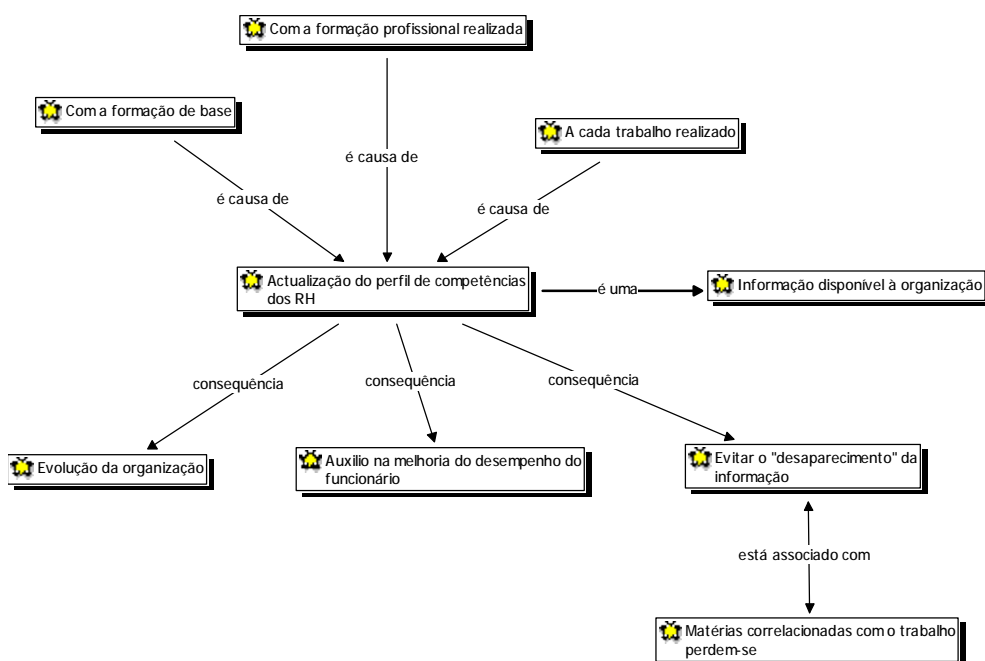 Com a formação profissional realizada
Com a formação de base
A cada trabalho realizado
é causa de
é causa de
é causa de
Actualização do perfil de competências
dos RH
é uma
Informação disponível à organização
consequência
consequência
consequência
Evolução da organização
Auxilio na melhoria do desempenho do
funcionário
Evitar o "desaparecimento" da
informação
está associado com
Matérias correlacionadas com o trabalho
perdem-se